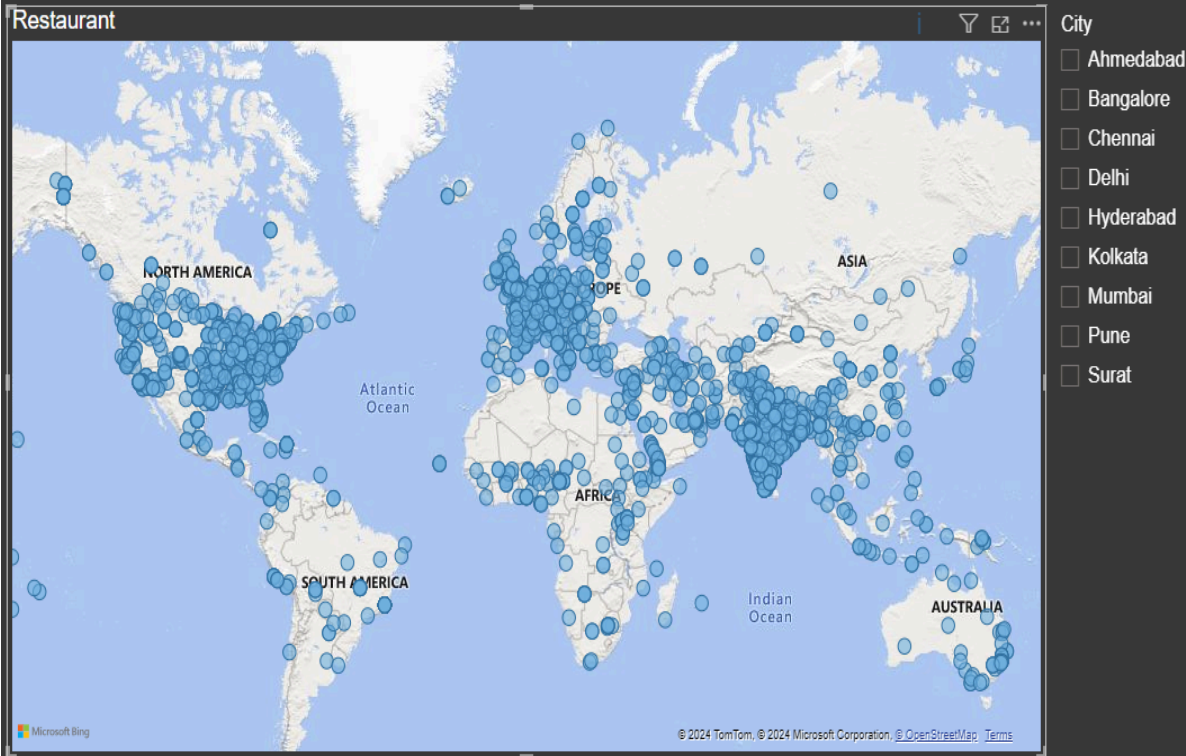 Restaurant
City
Ahmedabad
Bangalore
Chennai
Delhi
Hyderabad
Kolkata
Mumbai
Pune
Surat
NORTH AMERICA
ASIA
ROPE
Atlantic
Ocean
AFRICA
SOUTH AMERICA
Indian
Ocean
AUSTRALIA
Microsoft Bing
© 2024 TomTom, © 2024 Microsoft Corporation, © OpenStreetMap Terms